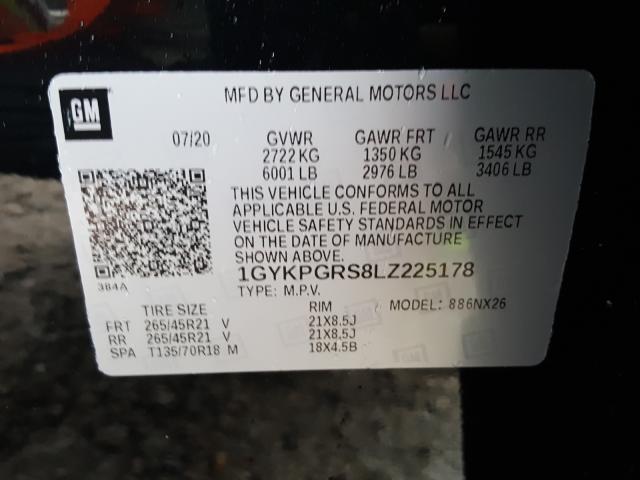 MFD BY GENERAL MOTORS LLC
GM
07/20 GVWR GAWR FRT GAWR RR
2722 KG 1350 KG 1545 KG
6001 LB 2976 LB 3406 LB
THIS VEHICLE CONFORMS TO ALL
APPLICABLE U.S. FEDERAL MOTOR
VEHICLE SAFETY STANDARDS IN EFFECT
ON THE DATE OF MANUFACTURE
SHOWN ABOVE
1GYKPGRS8LZ225178
384A
TYPE: M.P.V.
TIRE SIZE RIM MODEL: 886NX26
FRT 265/45R21 V 21X8.5J
RR 265/45R21 V 21X8.5J
SPA T135/70R18 M 18X4.5B